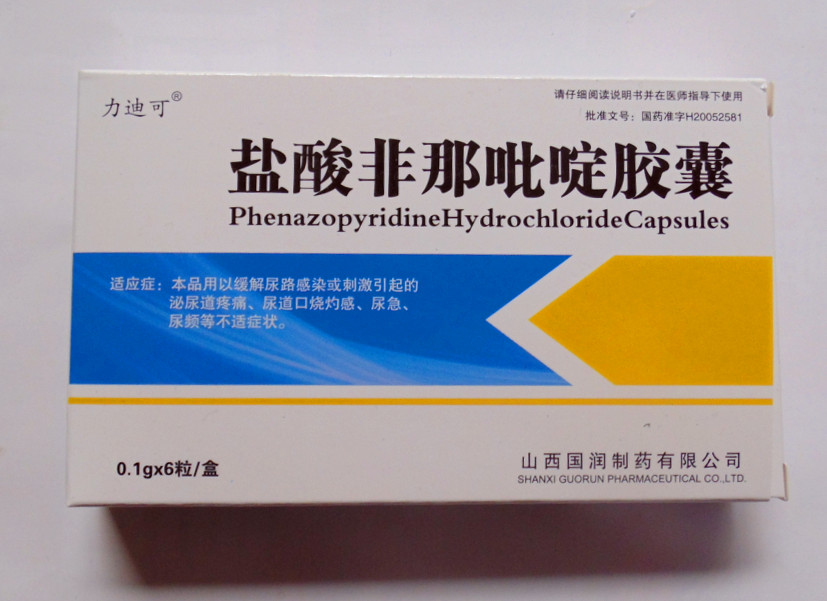 力迪可®
请仔细阅读说明书并在医师指导下使用
批准文号：国药准字H20052581
盐酸非那吡啶胶囊
PhenazopyridineHydrochlorideCapsules
适应症：本品用以缓解尿路感染或刺激引起的
泌尿道疼痛、尿道口烧灼感、尿急、
尿频等不适症状。
0.1gx6粒/盒
山西国润制药有限公司
SHANXI GUORUN PHARMACEUTICAL CO.,LTD.